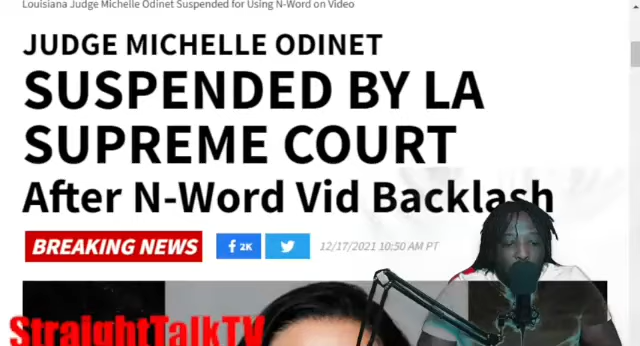 Louisiana Judge Michelle Odinet Suspended for Using N-Word on Video
JUDGE MICHELLE ODINET
SUSPENDED BY LA
SUPREME COURT
After N-Word Vid Backlash
BREAKING NEWS
2K
12/17/2021 10:50 AM PT
StraightTalkTV